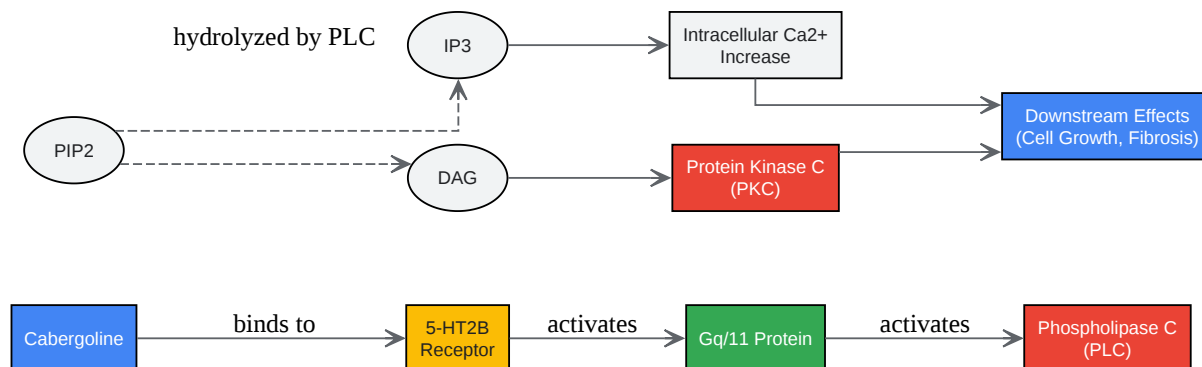 hydrolyzed by PLC
IP3
Intracellular Ca2+
Increase
PIP2
DAG
Protein Kinase C
(PKC)
Downstream Effects
(Cell Growth, Fibrosis)
Cabergoline
binds to
5-HT2B
Receptor
activates
Gq/11 Protein
activates
Phospholipase C
(PLC)